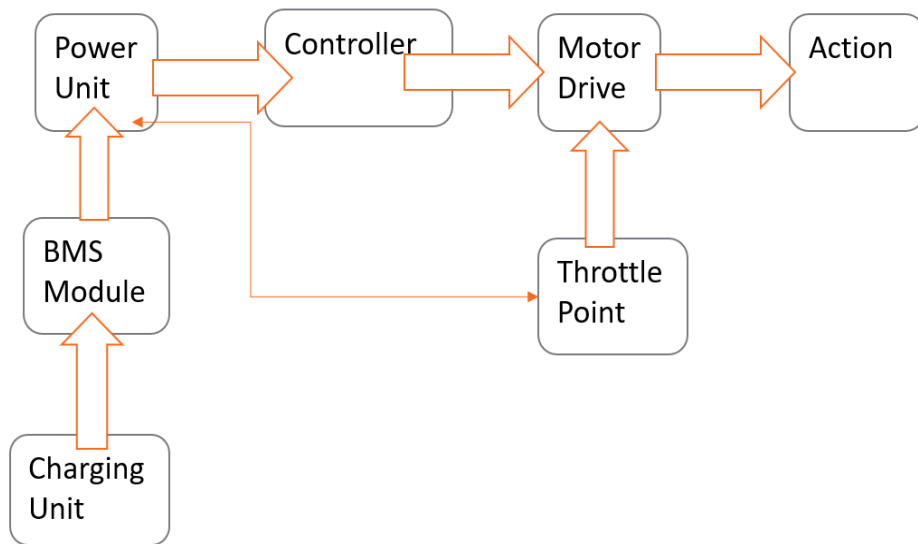 Power
Unit
Controller
Motor
Drive
Action
BMS
Module
Throttle
Point
Charging
Unit